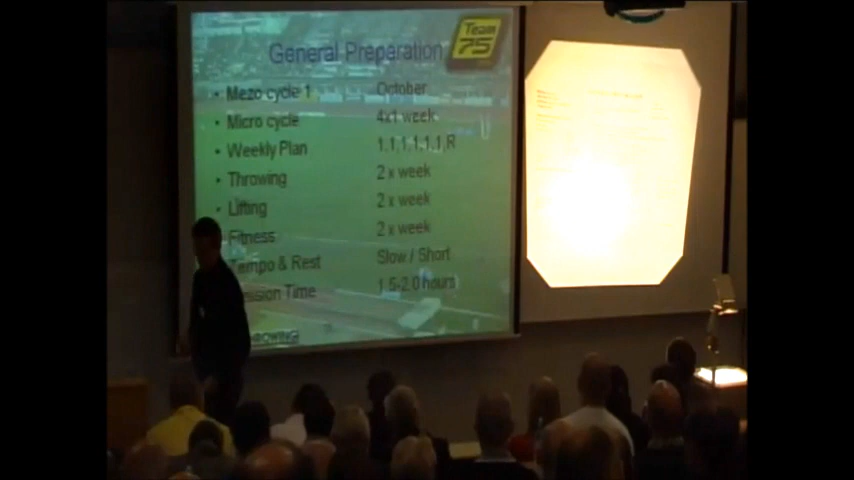 Team
75
General Preparation
• Mezo cycle 1 October
• Micro cycle 4x1 week
• Weekly Plan 1,1,1,1,1,1,R
• Throwing 2 x week
• Lifting 2 x week
Fitness 2 x week
Tempo & Rest Slow / Short
Time 1.5-2.0 hours